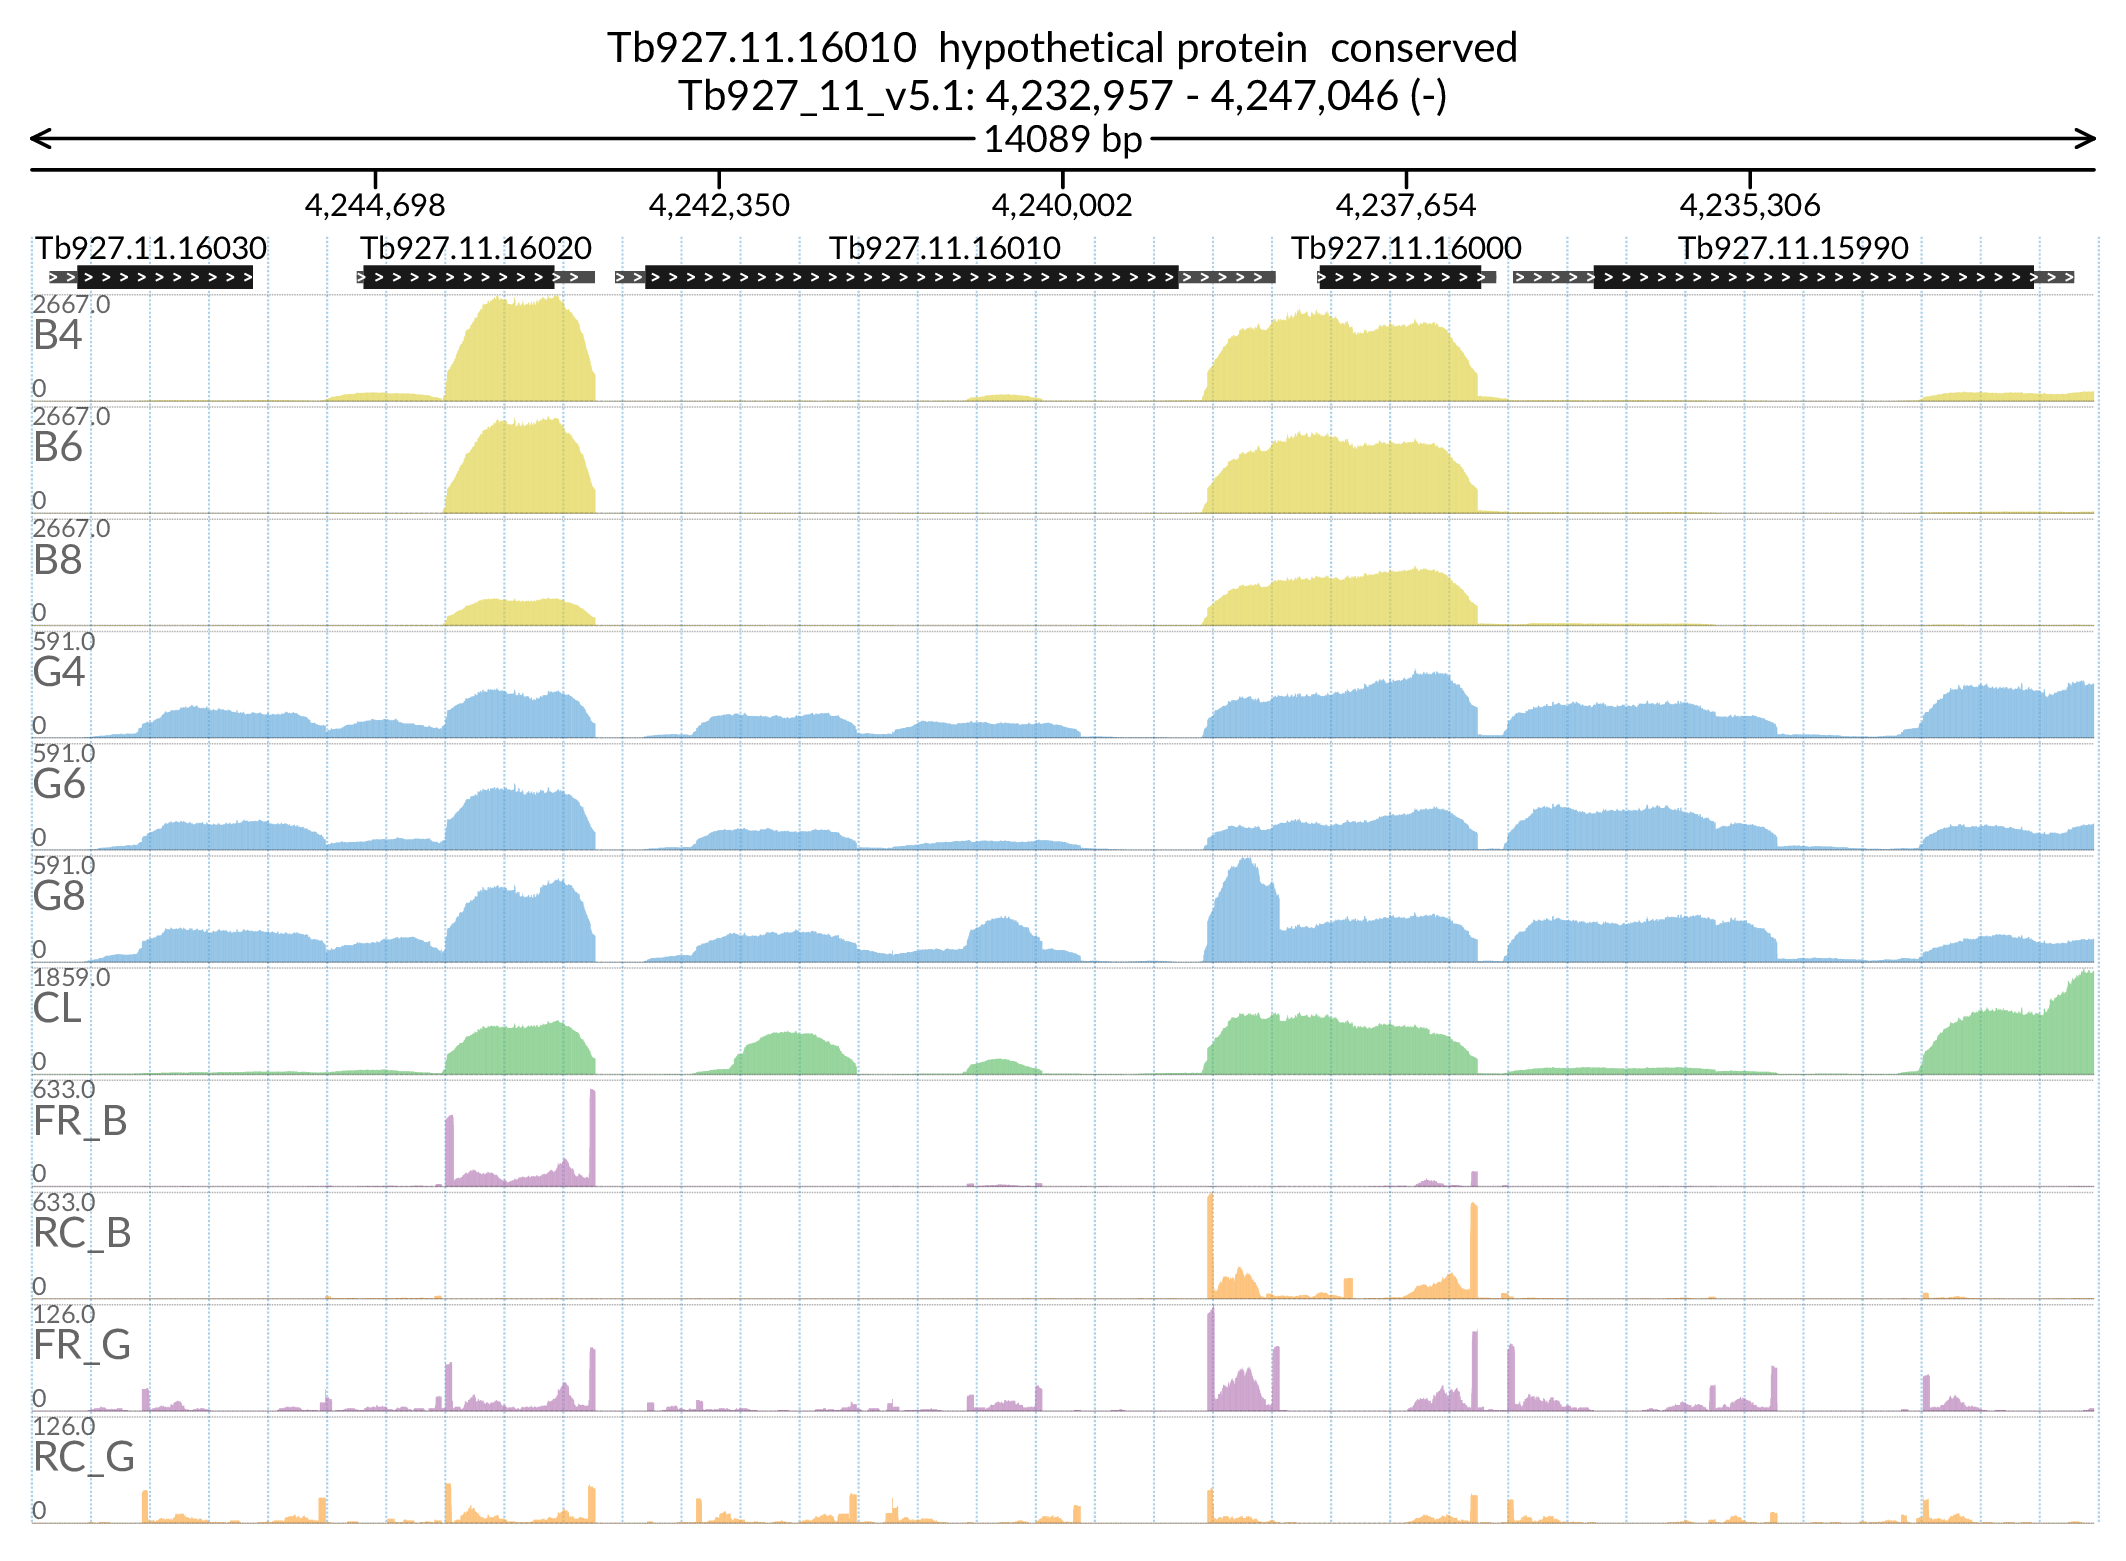 Tb927.11.16010  hypothetical protein  conserved
Tb927_11_v5.1: 4,232,957 - 4,247,046 (-)
14089 bp
4,244,698 4,242,350 4,240,002 4,237,654 4,235,306
Tb927.11.16030 Tb927.11.16020 Tb927.11.16010 Tb927.11.16000 Tb927.11.15990
2667.0
B4
0
2667.0
B6
0
2667.0
B8
0
591.0
G4
0
591.0
G6
0
591.0
G8
0
1859.0
CL
0
633.0
FR_B
0
633.0
RC_B
0
126.0
FR_G
0
126.0
RC_G
0